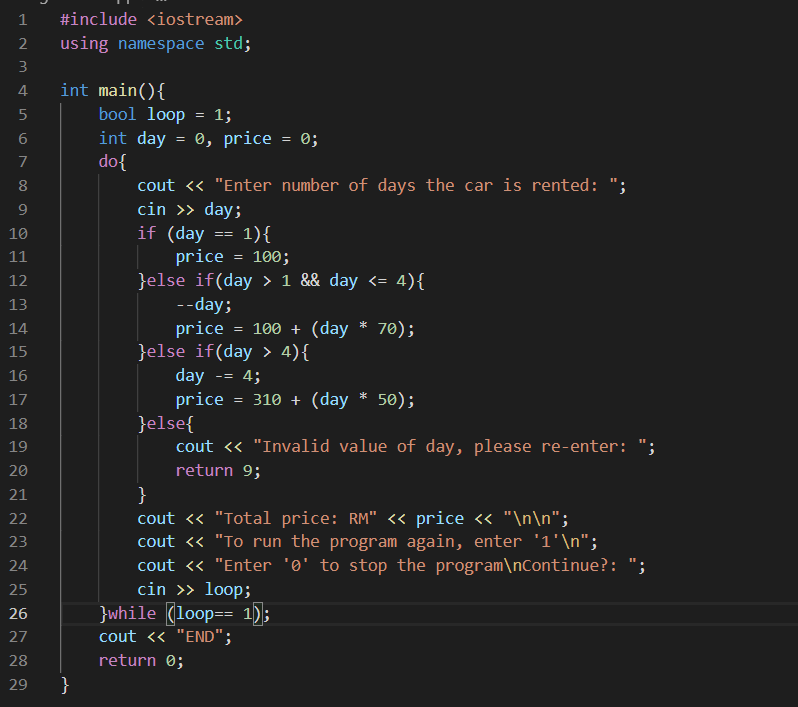 1 #include <iostream>
2 using namespace std;
3
4 int main(){
5     bool loop = 1;
6     int day = 0, price = 0;
7     do{
8         cout << "Enter number of days the car is rented: ";
9         cin >> day;
10         if (day == 1){
11             price = 100;
12         }else if(day > 1 && day <= 4){
13             --day;
14             price = 100 + (day * 70);
15         }else if(day > 4){
16             day -= 4;
17             price = 310 + (day * 50);
18         }else{
19             cout << "Invalid value of day, please re-enter: ";
20             return 9;
21         }
22         cout << "Total price: RM" << price << "\n\n";
23         cout << "To run the program again, enter '1'\n";
24         cout << "Enter '0' to stop the program\nContinue?: ";
25         cin >> loop;
26     }while (loop== 1);
27     cout << "END";
28     return 0;
29 }